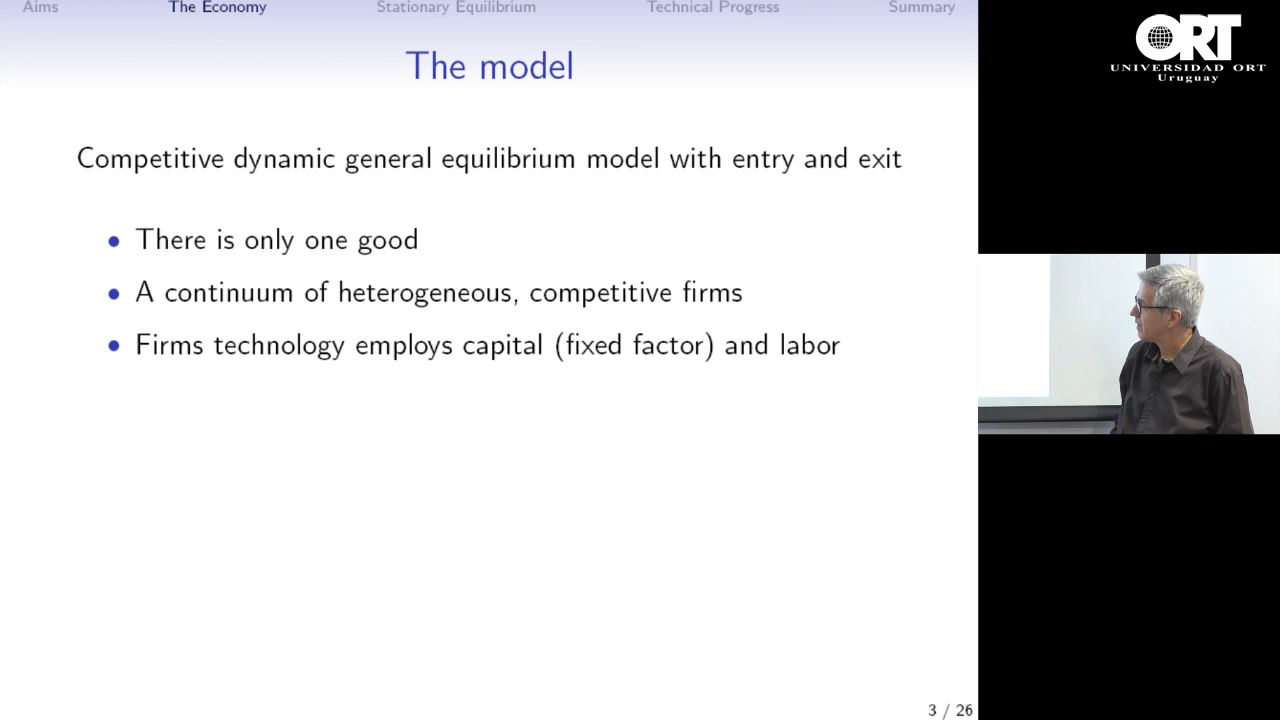 Aims The Economy Stationary Equilibrium Technical Progress Summary
The model
Competitive dynamic general equilibrium model with entry and exit
• There is only one good
• A continuum of heterogeneous, competitive firms
• Firms technology employs capital (fixed factor) and labor
3 / 26
ORT
UNIVERSIDAD ORT
Uruguay